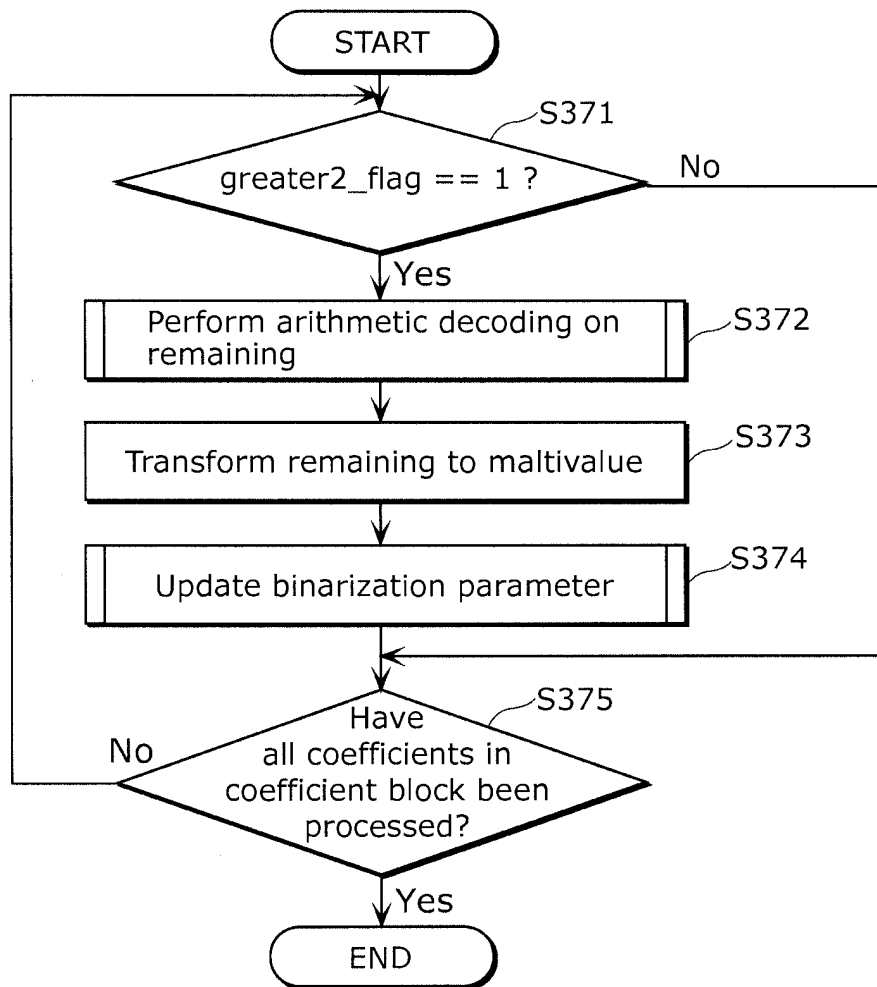 START
S371
greater2_flag == 1 ?
No
Yes
Perform arithmetic decoding on
remaining
S372
Transform remaining to maltivalue
S373
Update binarization parameter
S374
S375
Have
all coefficients in
coefficient block been
processed?
No
Yes
END